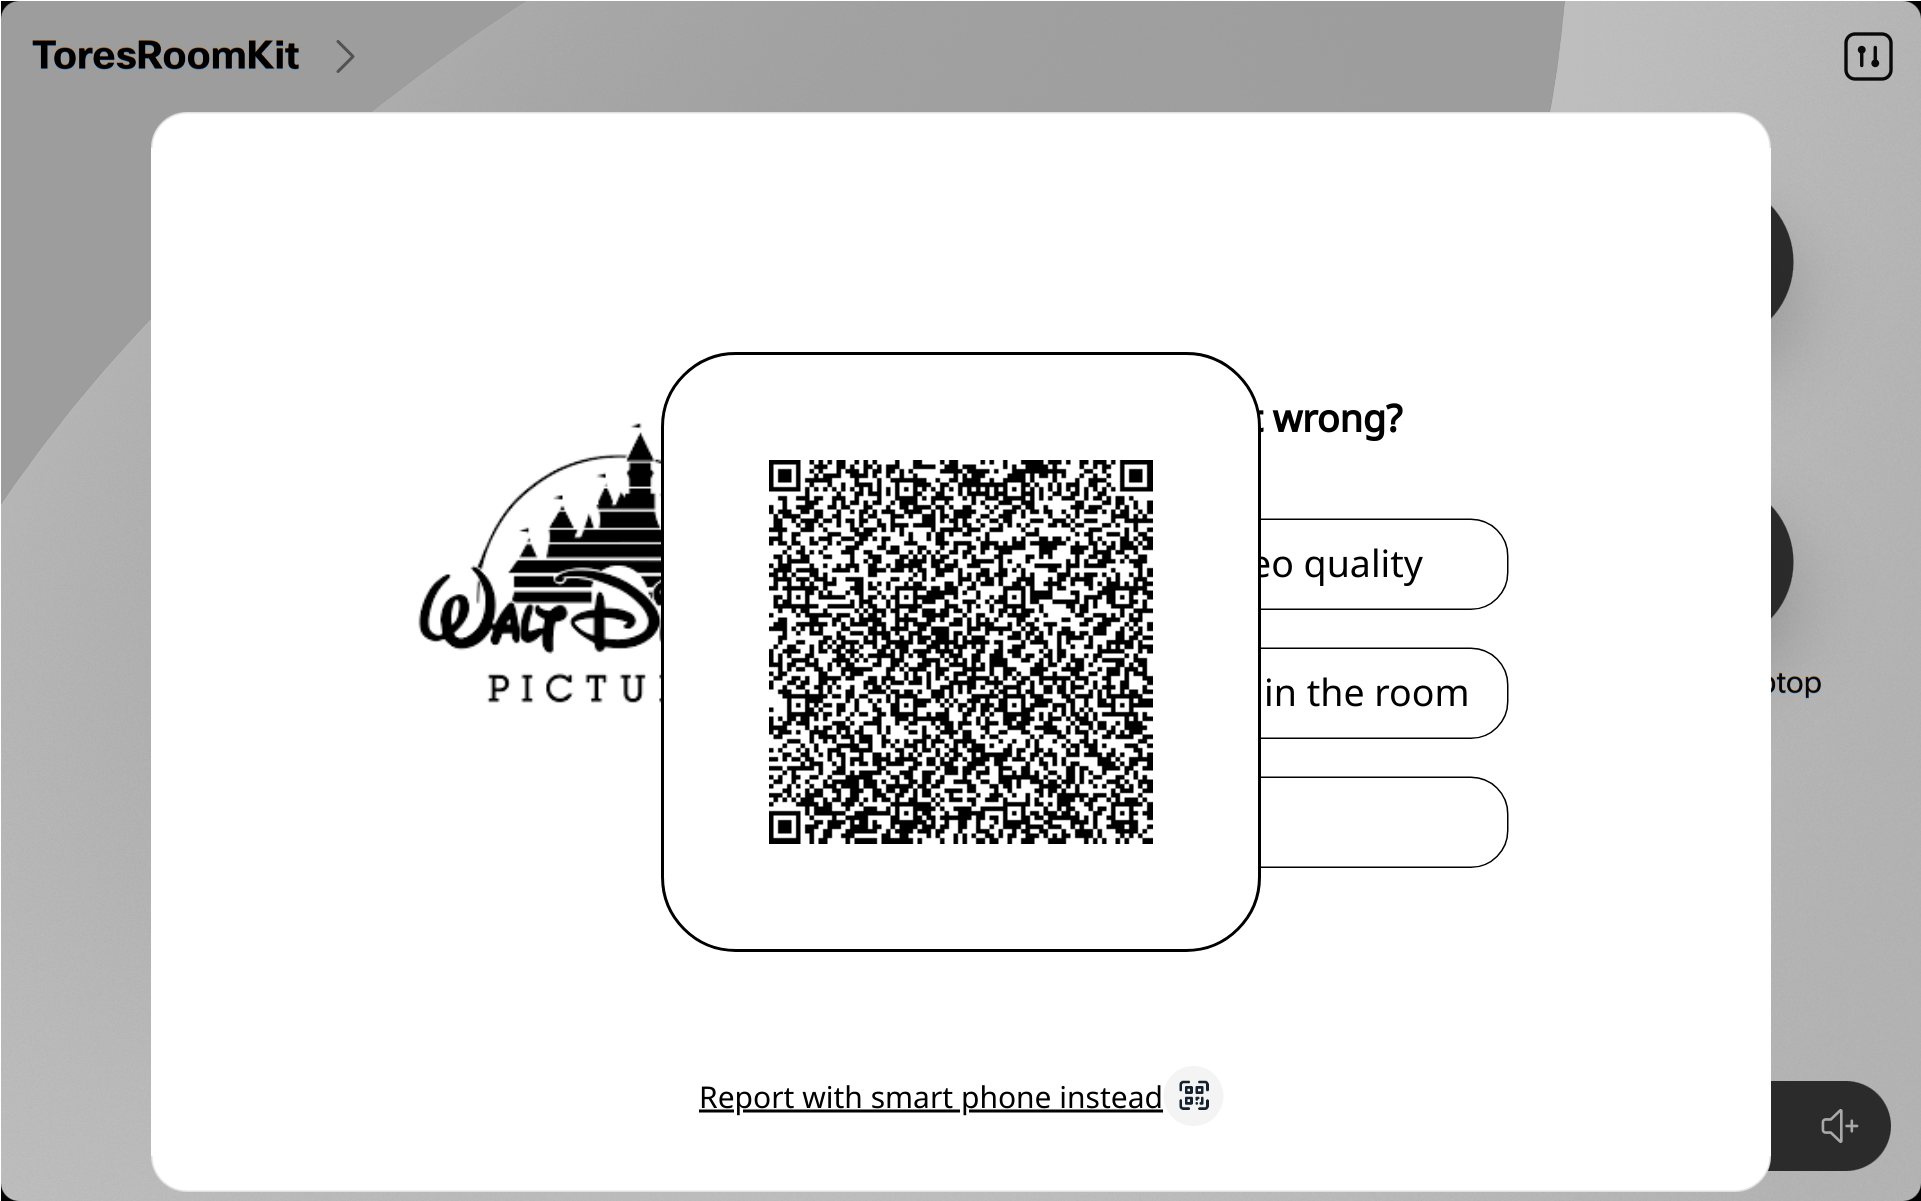 ToresRoomKit
wrong?
WALT D
PICTU
eo quality
in the room
ptop
Report with smart phone instead